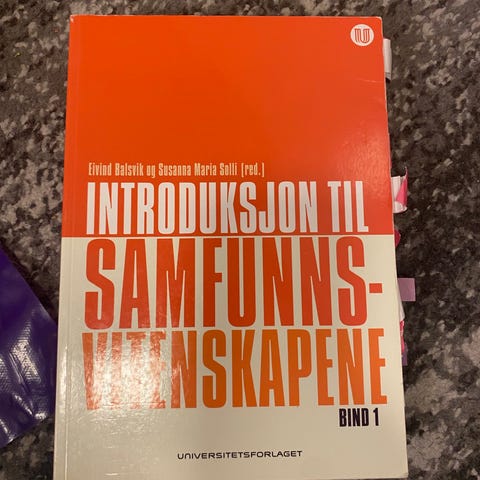 Eivind Balsvik og Susanna Maria Solli (red.)
INTRODUKSJON TIL
SAMFUNNS-
VITENSKAPENE
BIND 1
UNIVERSITETSFORLAGET